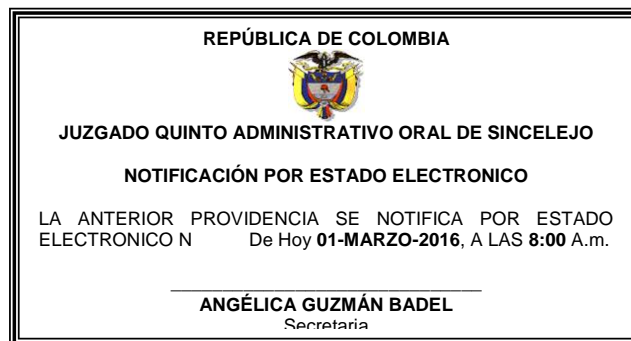 REPÚBLICA DE COLOMBIA
JUZGADO QUINTO ADMINISTRATIVO ORAL DE SINCELEJO
NOTIFICACIÓN POR ESTADO ELECTRONICO
LA ANTERIOR PROVIDENCIA SE NOTIFICA POR ESTADO
ELECTRONICO N De Hoy 01-MARZO-2016, A LAS 8:00 A.m.
ANGÉLICA GUZMÁN BADEL
Secretaria